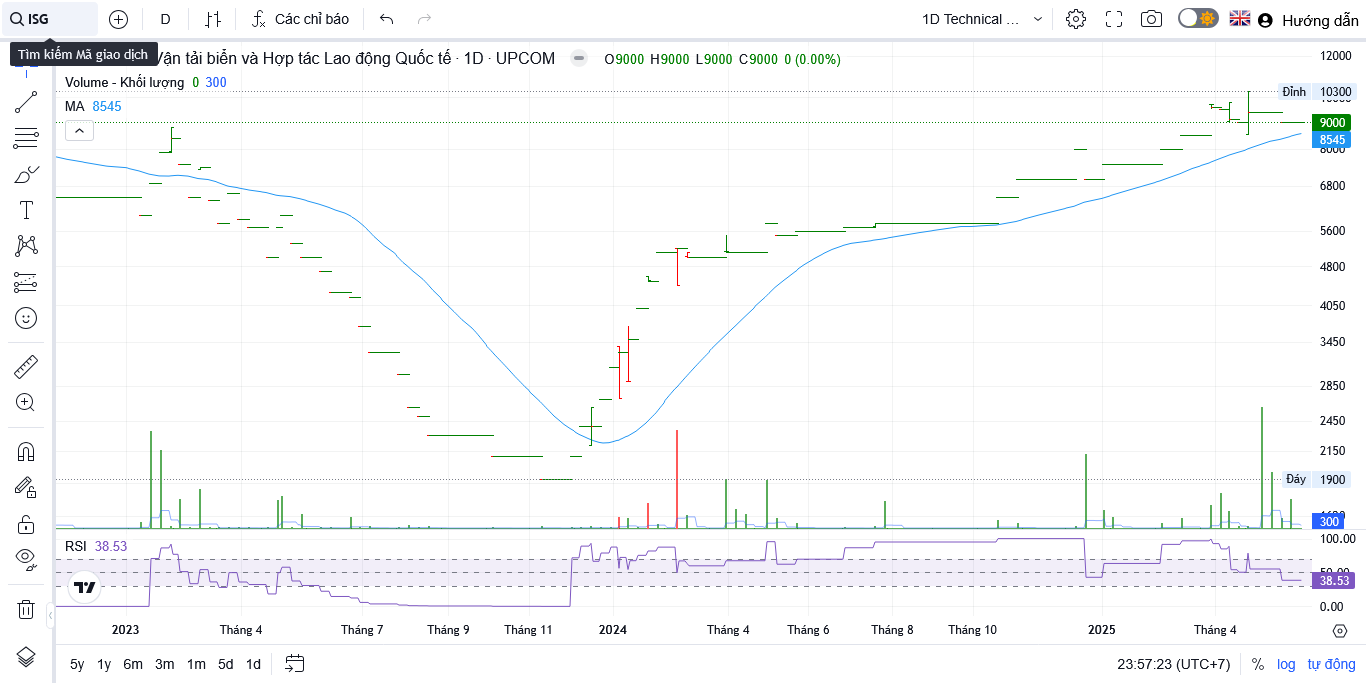 ISG
D
Các chỉ báo
1D Technical ...
Hướng dẫn
Tìm kiếm Mã giao dịch
Vận tải biển và Hợp tác Lao động Quốc tế · 1D · UPCOM
O9000 H9000 L9000 C9000 0 (0.00%)
Volume - Khối lượng 0 300
MA 8545
12000
Đỉnh 10300
9000
8545
8000
6800
5600
4800
4050
3450
2850
2450
2150
Đáy 1900
300
RSI 38.53
100.00
38.53
0.00
2023 Tháng 4 Tháng 7 Tháng 9 Tháng 11 2024 Tháng 4 Tháng 6 Tháng 8 Tháng 10 2025 Tháng 4
5y 1y 6m 3m 1m 5d 1d
23:57:23 (UTC+7) % log tự động